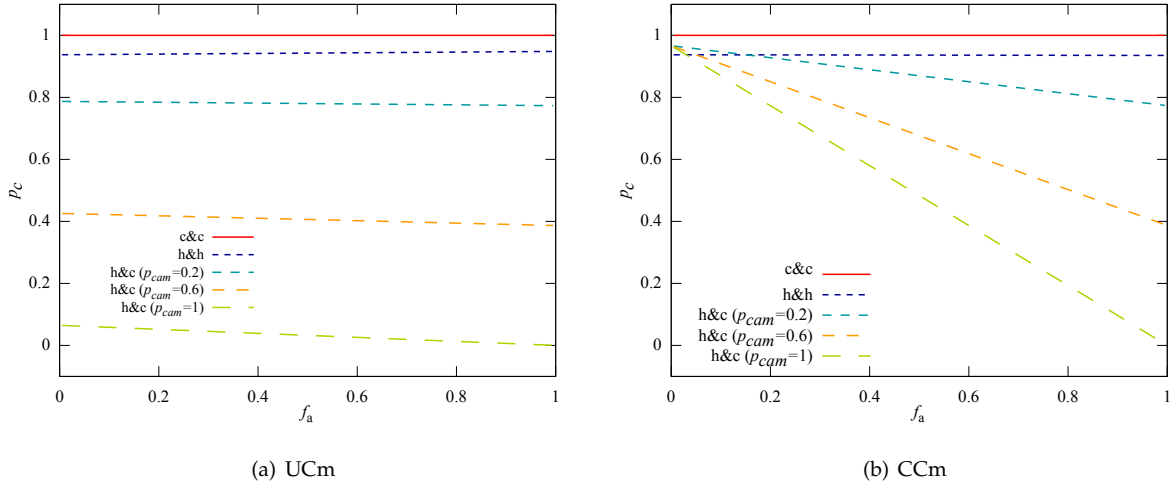 1
0.8
0.6
0.4
0.2
0
p_c
c&c
h&h
h&c (p_cam=0.2)
h&c (p_cam=0.6)
h&c (p_cam=1)
0 0.2 0.4 0.6 0.8 1
f_a
(a) UCm
1
0.8
0.6
0.4
0.2
0
p_c
c&c
h&h
h&c (p_cam=0.2)
h&c (p_cam=0.6)
h&c (p_cam=1)
0 0.2 0.4 0.6 0.8 1
f_a
(b) CCm